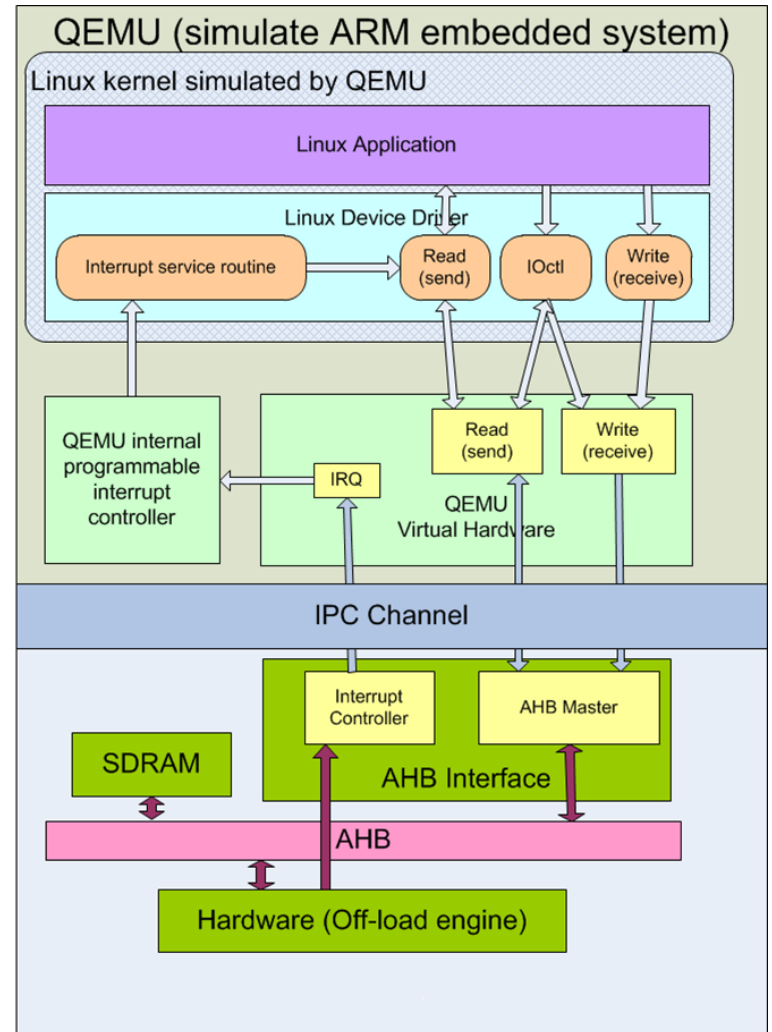 QEMU (simulate ARM embedded system)
Linux kernel simulated by QEMU
Linux Application
Linux Device Driver
Interrupt service routine
Read
(send)
IOctl
Write
(receive)
QEMU internal
programmable
interrupt
controller
IRQ
Read
(send)
Write
(receive)
QEMU
Virtual Hardware
IPC Channel
Interrupt
Controller
AHB Master
AHB Interface
SDRAM
AHB
Hardware (Off-load engine)